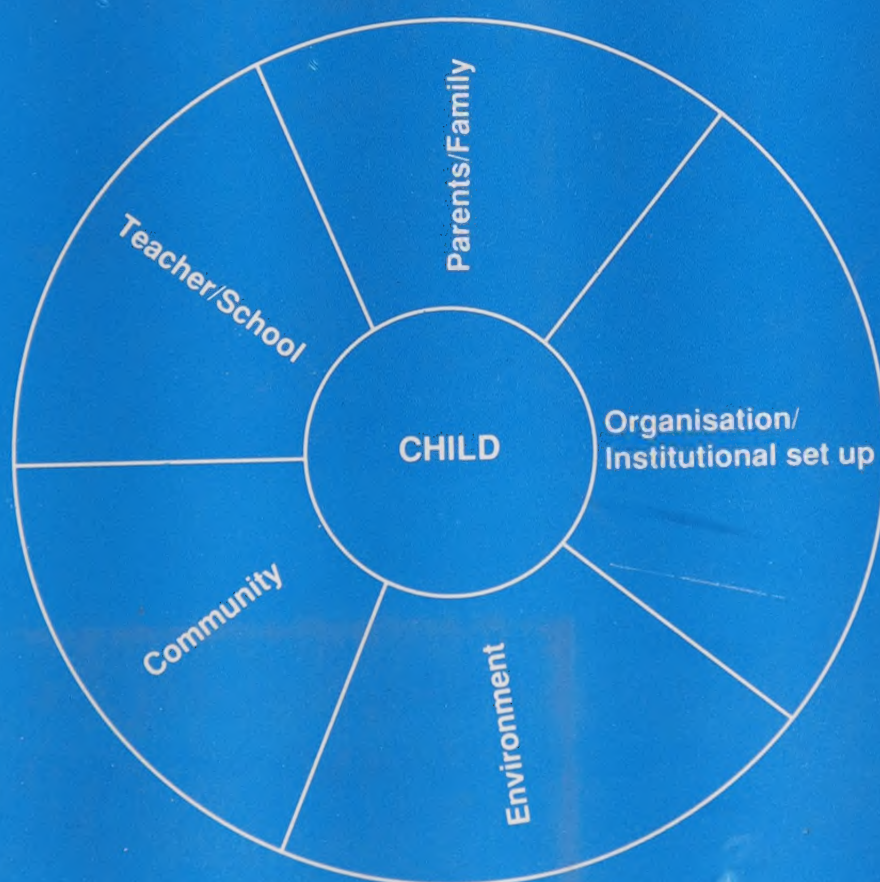 Parents/Family
Teacher/School
CHILD
Organisation/
Institutional set up
Community
Environment